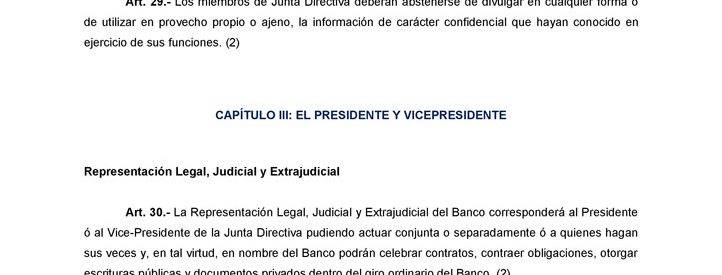 Art. 29.- Los miembros de Junta Directiva deberán abstenerse de divulgar en cualquier forma o
de utilizar en provecho propio o ajeno, la información de carácter confidencial que hayan conocido en
ejercicio de sus funciones. (2)
CAPÍTULO III: EL PRESIDENTE Y VICEPRESIDENTE
Representación Legal, Judicial y Extrajudicial
Art. 30.- La Representación Legal, Judicial y Extrajudicial del Banco corresponderá al Presidente
ó al Vice-Presidente de la Junta Directiva pudiendo actuar conjunta o separadamente ó a quienes hagan
sus veces y, en tal virtud, en nombre del Banco podrán celebrar contratos, contraer obligaciones, otorgar
escrituras públicas y documentos privados dentro del giro ordinario del Banco. (2)